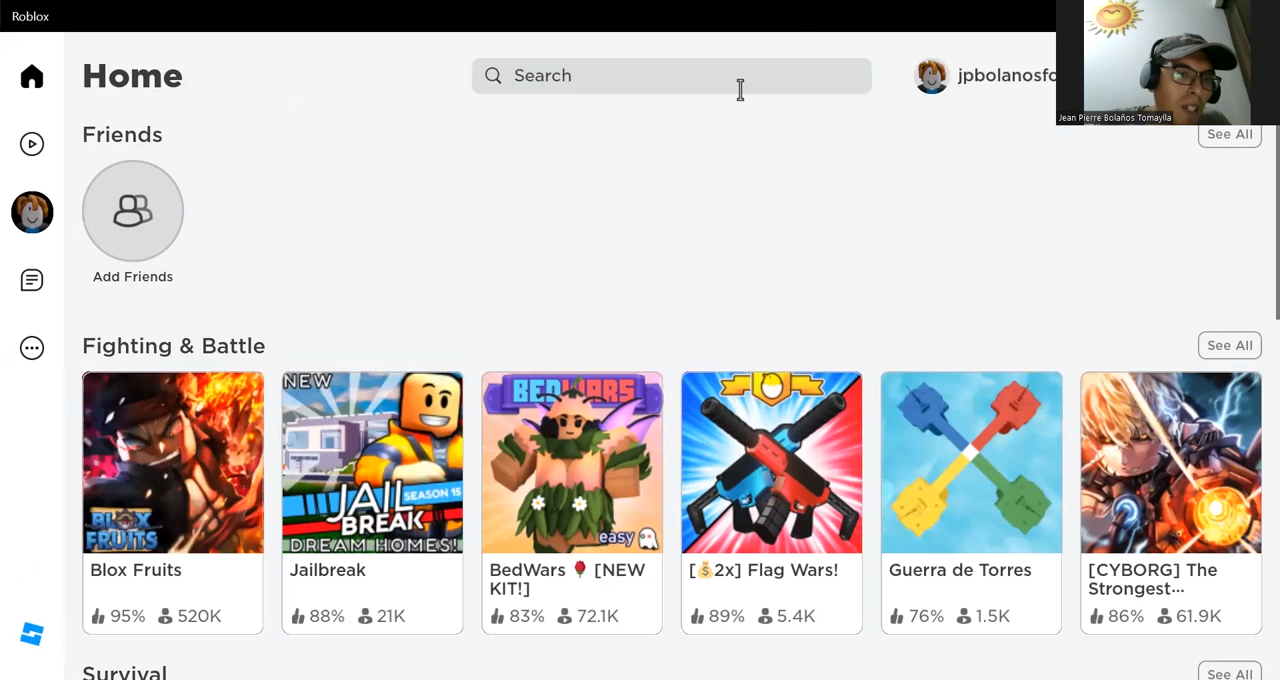 Roblox
Home
Search
jpbolanosfo
Jean Pierre Bolaños Tomaylla
Friends
See All
Add Friends
Fighting & Battle
See All
BLOX
FRUITS
NEW
JAIL
BREAK
SEASON 15
DREAM HOMES!
BEDWARS
easy
Blox Fruits
95% 520K
Jailbreak
88% 21K
BedWars 🌹 [NEW
KIT!]
83% 72.1K
[💰2x] Flag Wars!
89% 5.4K
Guerra de Torres
76% 1.5K
[CYBORG] The
Strongest...
86% 61.9K
Survival
See All